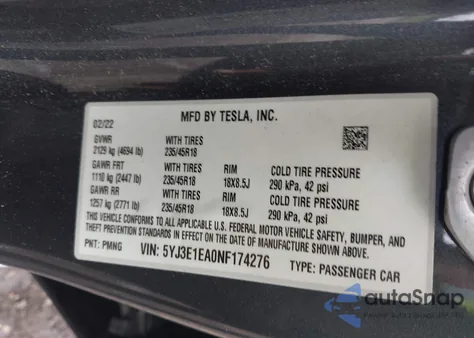 MFD BY TESLA, INC.
02/22
GVWR WITH TIRES
2129 kg (4694 lb) 235/45R18
GAWR FRT WITH TIRES RIM COLD TIRE PRESSURE
1110 kg (2447 lb) 235/45R18 18X8.5J 290 kPa, 42 psi
GAWR RR WITH TIRES RIM COLD TIRE PRESSURE
1257 kg (2771 lb) 235/45R18 18X8.5J 290 kPa, 42 psi
THIS VEHICLE CONFORMS TO ALL APPLICABLE U.S.
FEDERAL MOTOR VEHICLE SAFETY, BUMPER, AND
THEFT PREVENTION STANDARDS IN EFFECT ON THE
DATE OF MANUFACTURE SHOWN ABOVE.
PNT: PMNG VIN: 5YJ3E1EA0NF174276 TYPE: PASSENGER CAR
autoSnap